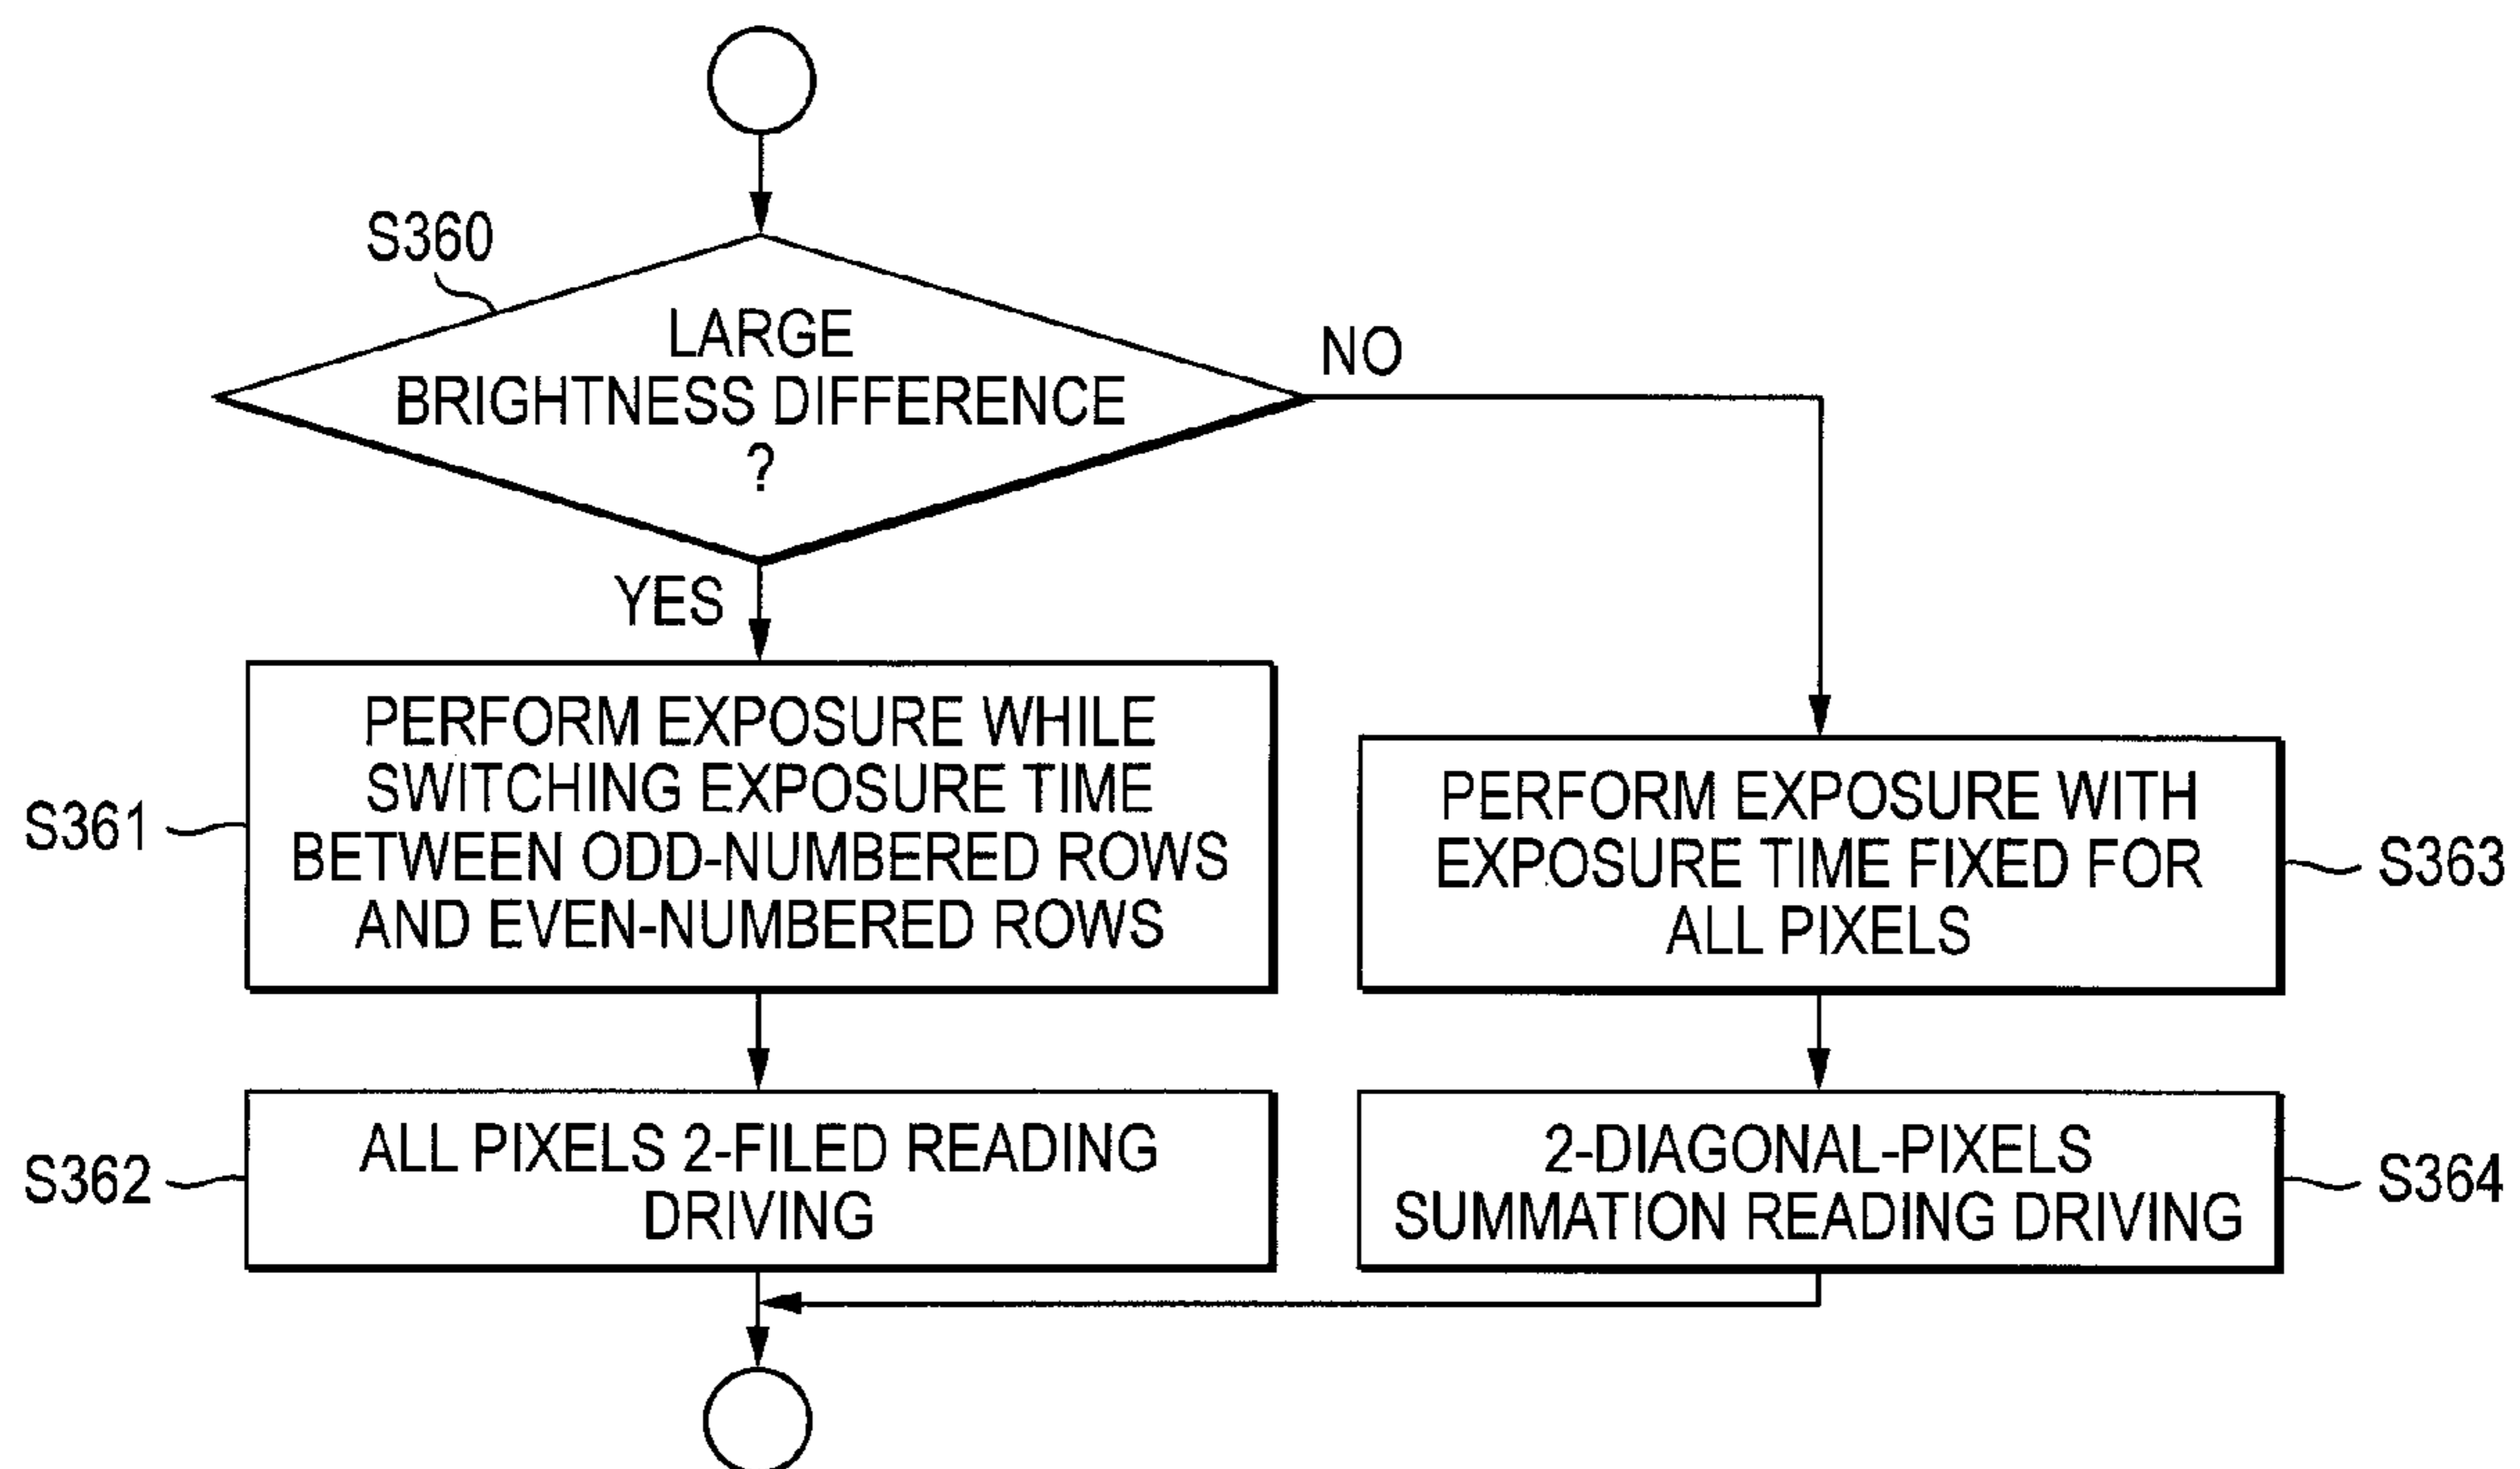 S360
LARGE
BRIGHTNESS DIFFERENCE
?
NO
YES
S361
PERFORM EXPOSURE WHILE
SWITCHING EXPOSURE TIME
BETWEEN ODD-NUMBERED ROWS
AND EVEN-NUMBERED ROWS
PERFORM EXPOSURE WITH
EXPOSURE TIME FIXED FOR
ALL PIXELS
S363
S362
ALL PIXELS 2-FILED READING
DRIVING
2-DIAGONAL-PIXELS
SUMMATION READING DRIVING
S364